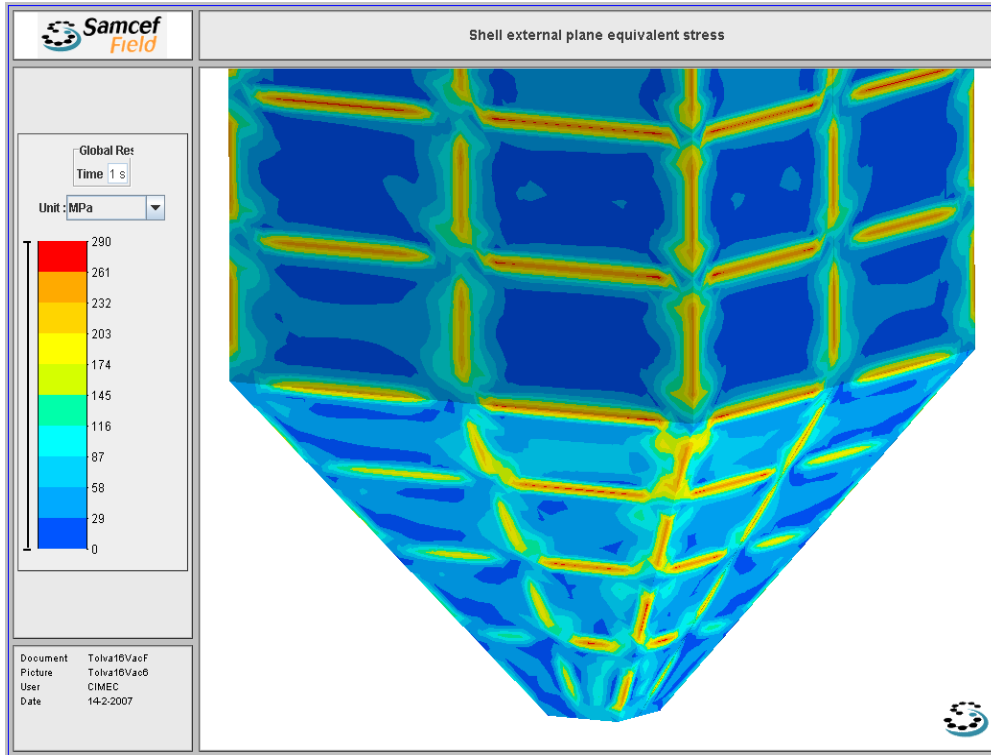 Samcef
Field
Shell external plane equivalent stress
Global Res
Time 1 s
Unit : MPa
290
261
232
203
174
145
116
87
58
29
0
Document Tolva16VacF
Picture Tolva16Vac6
User CIMEC
Date 14-2-2007